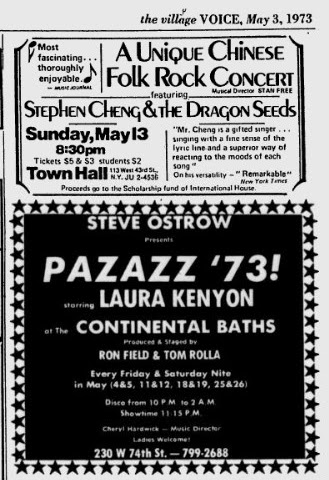 the village VOICE, May 3, 1973
Most
fascinating...
thoroughly
enjoyable.
— MUSIC JOURNAL
A UNIQUE CHINESE
FOLK ROCK CONCERT
Musical Director STAN FREE
featuring
STEPHEN CHENG & THE DRAGON SEEDS
Sunday, May 13
8:30pm
Tickets $5 & $3 students $2
Town Hall 113 West 43rd St., N.Y. JU 2-4536
"Mr. Cheng is a gifted singer ...
singing with a fine sense of the
lyric line and a superior way of
reacting to the moods of each
song"
On his versatility — "Remarkable"
New York Times
Proceeds go to the Scholarship fund of International House.
STEVE OSTROW
Presents
PAZAZZ '73!
starring LAURA KENYON
at The CONTINENTAL BATHS
Produced & Staged by
RON FIELD & TOM ROLLA
Every Friday & Saturday Nite
in May (4&5, 11&12, 18&19, 25&26)
Disco from 10 P.M. to 2 A.M.
Showtime 11:15 P.M.
Cheryl Hardwick — Music Director
Ladies Welcome!
230 W 74th St. — 799-2688